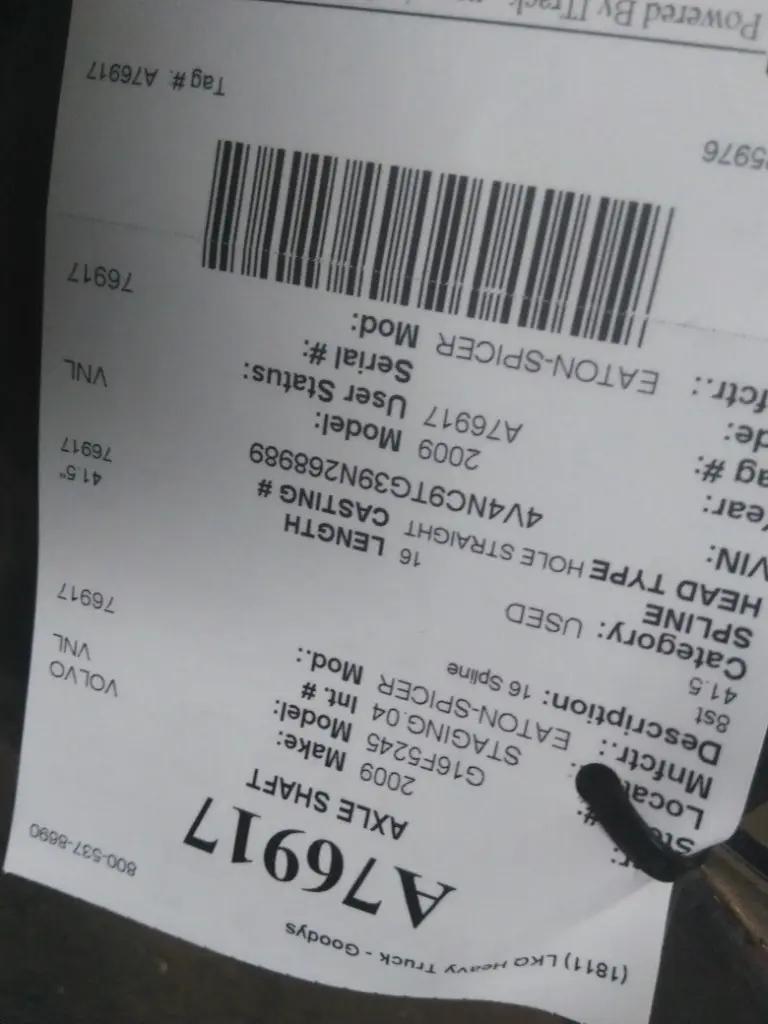 (1811) LKQ Heavy Truck - Goodys
A76917 800-537-8690
AXLE SHAFT
2009 Make: VOLVO
G16F5245 Model: VNL
STAGING.04 Int. # 76917
Mnfctr.: EATON-SPICER Mod.:
Description: 16 Spline
8st
41.5
Category: USED
SPLINE 16 LENGTH 41.5"
HEAD TYPE HOLE STRAIGHT CASTING # 76917
VIN: 4V4NC9TG39N268989
Year: 2009 Model: VNL
A76917 User Status:
Serial #: 76917
EATON-SPICER Mod:
Tag #: A76917
Powered By ITrack